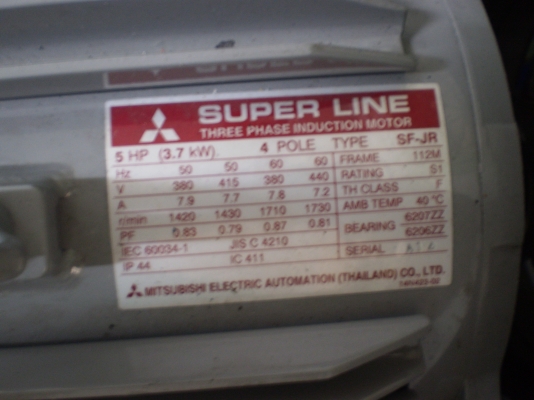 SUPER LINE
THREE PHASE INDUCTION MOTOR
5 HP (3.7 kW) 4 POLE TYPE SF-JR
Hz 50 50 60 60 FRAME 112M
V 380 415 380 440 RATING S1
A 7.9 7.7 7.8 7.2 TH CLASS F
r/min 1420 1430 1710 1730 AMB TEMP 40 °C
PF 0.83 0.79 0.87 0.81 BEARING 6207ZZ
6206ZZ
IEC 60034-1 JIS C 4210 SERIAL
IP 44 IC 411
MITSUBISHI ELECTRIC AUTOMATION (THAILAND) CO., LTD.